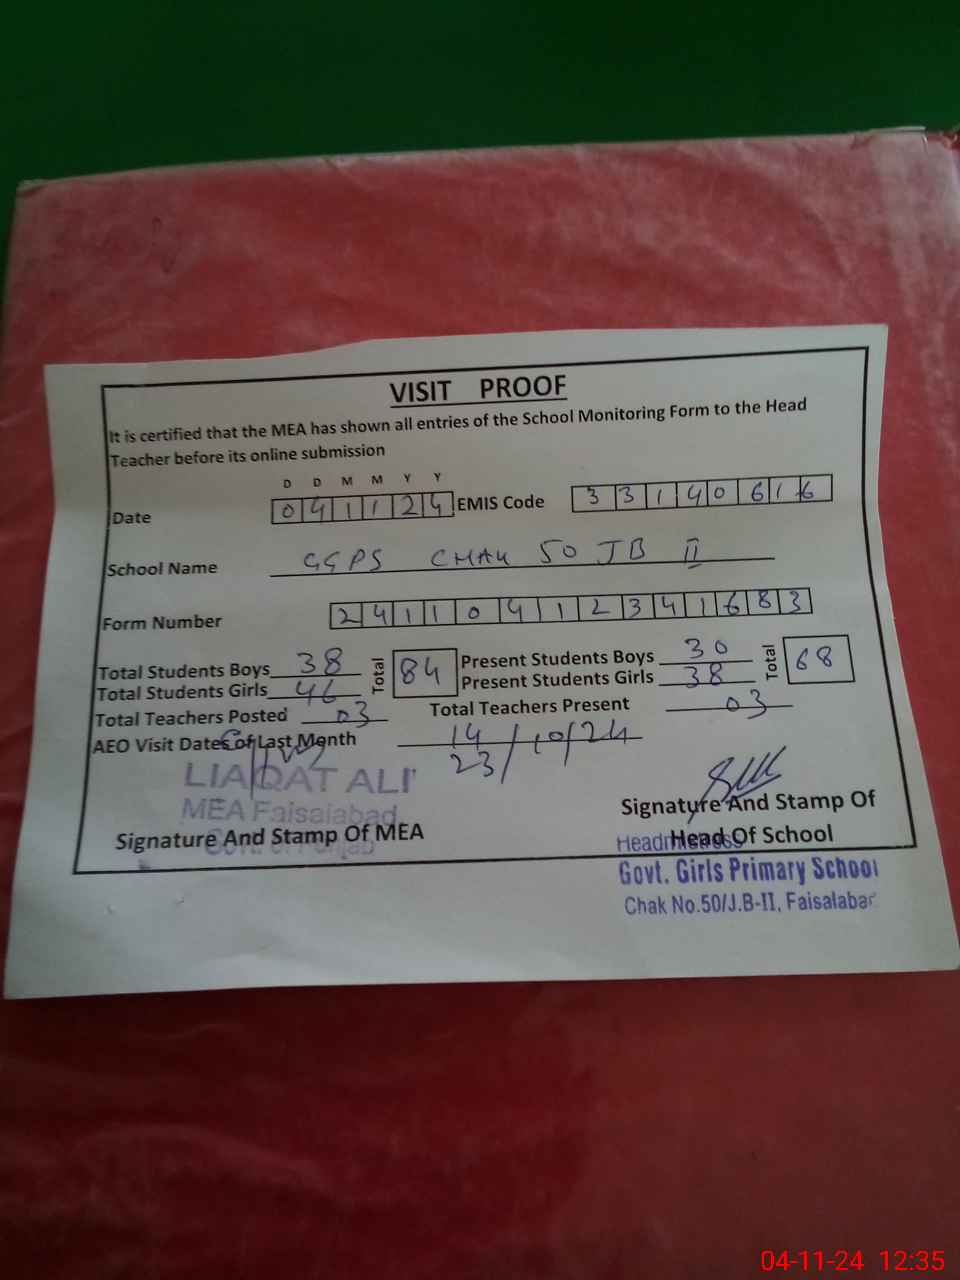 VISIT PROOF
It is certified that the MEA has shown all entries of the School Monitoring Form to the Head
Teacher before its online submission
D D M M Y Y
Date 0 4 1 1 2 4 EMIS Code 3 3 1 4 0 6 1 6
School Name GGPS CHAK 50 JB II
Form Number 2 4 1 1 0 4 1 2 3 4 1 6 8 3
Total Students Boys 38 Total 84 Present Students Boys 30 Total 68
Total Students Girls 46 Present Students Girls 38
Total Teachers Posted 03 Total Teachers Present 03
AEO Visit Dates of Last Month 14/10/24
23
LIAQAT ALI
MEA Faisalabad
Govt. of Punjab
Signature And Stamp Of MEA
Signature And Stamp Of
Head Of School
Headmistress
Govt. Girls Primary School
Chak No.50/J.B-II, Faisalabad
04-11-24 12:35